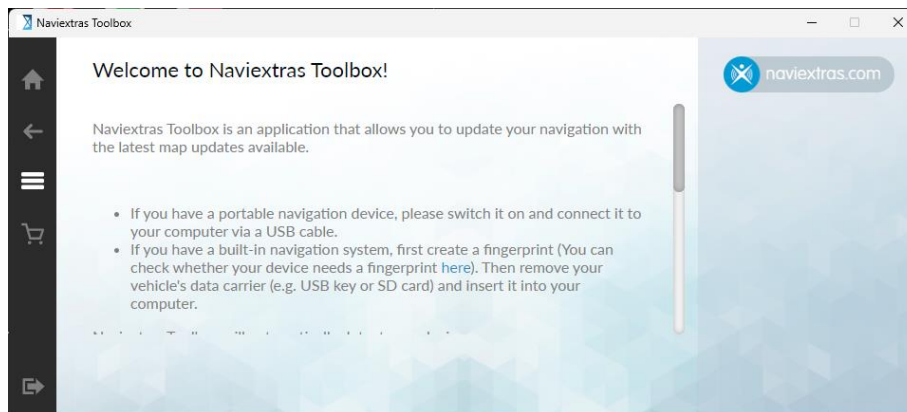 Naviextras Toolbox
Welcome to Naviextras Toolbox!
naviextras.com
Naviextras Toolbox is an application that allows you to update your navigation with
the latest map updates available.
If you have a portable navigation device, please switch it on and connect it to
your computer via a USB cable.
If you have a built-in navigation system, first create a fingerprint (You can
check whether your device needs a fingerprint here). Then remove your
vehicle's data carrier (e.g. USB key or SD card) and insert it into your
computer.